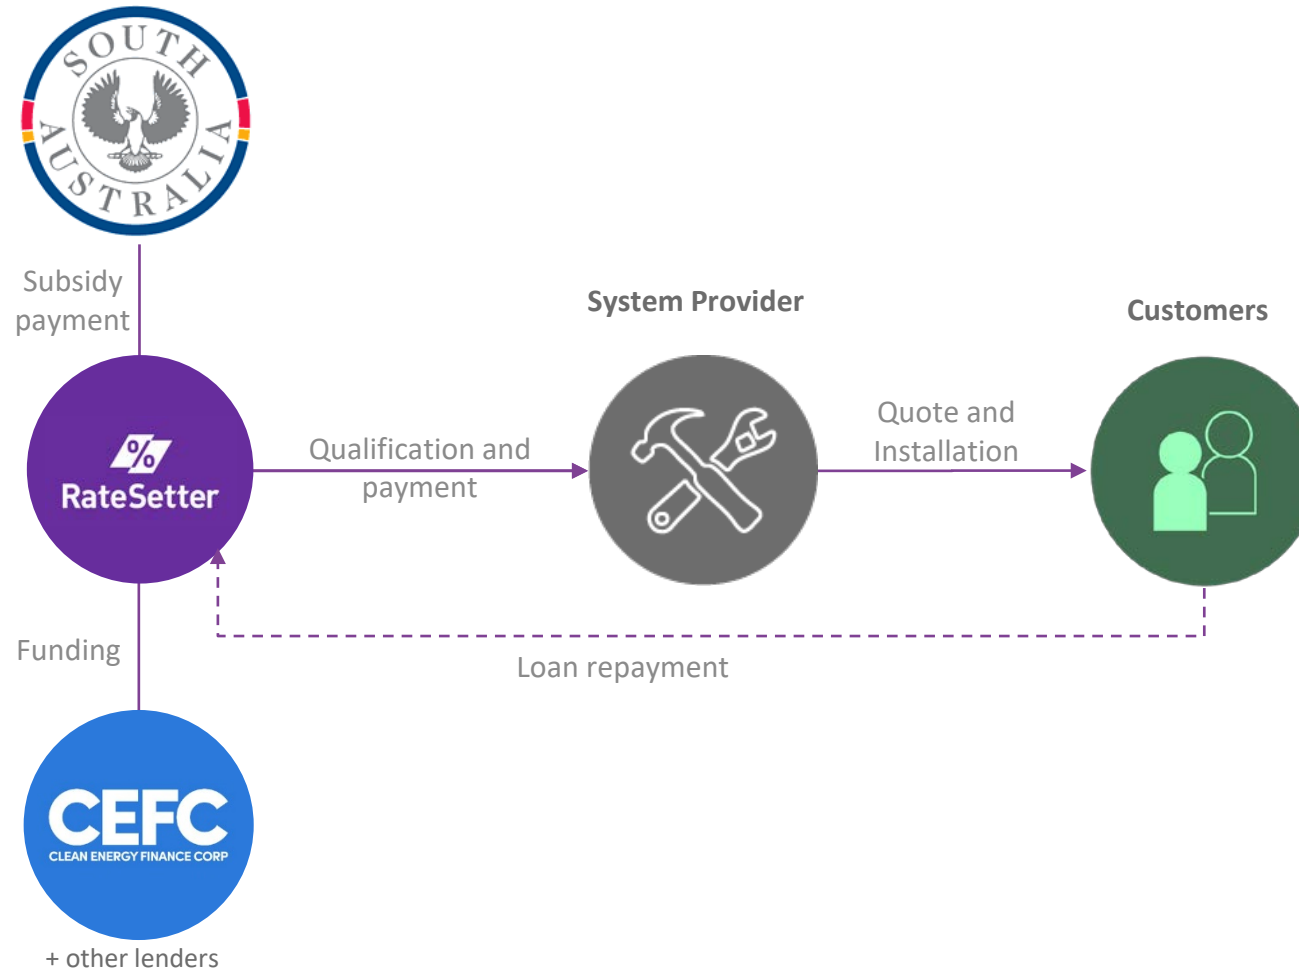 SOUTH
AUSTRALIA
Subsidy
payment
System Provider
Customers
%
RateSetter
Qualification and
payment
Quote and
Installation
Funding
Loan repayment
CEFC
CLEAN ENERGY FINANCE CORP
+ other lenders